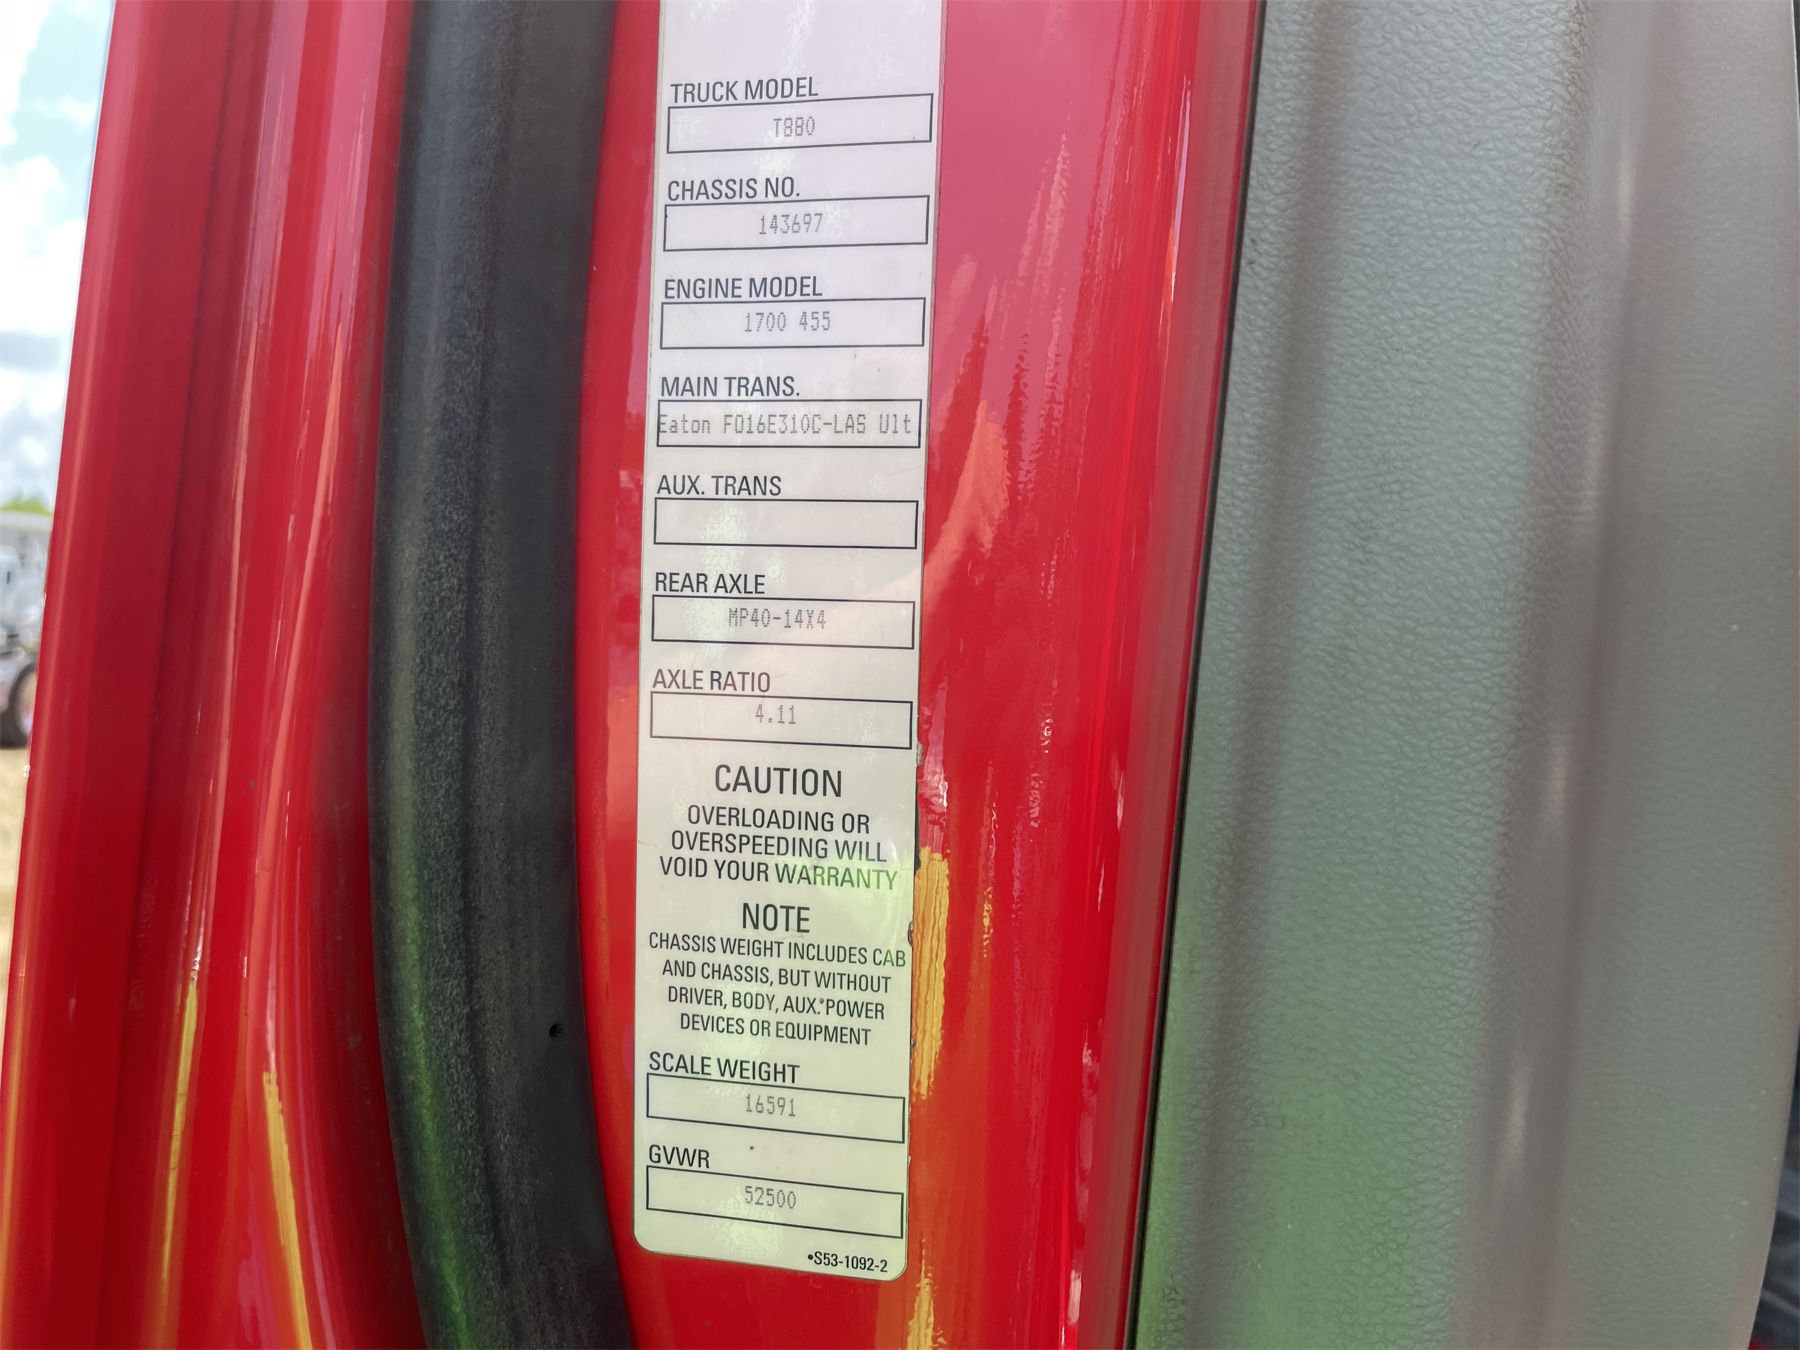 TRUCK MODEL
T880
CHASSIS NO.
143697
ENGINE MODEL
1700 455
MAIN TRANS.
Eaton FO16E310C-LAS Ult
AUX. TRANS
REAR AXLE
MP40-14X4
AXLE RATIO
4.11
CAUTION
OVERLOADING OR
OVERSPEEDING WILL
VOID YOUR WARRANTY
NOTE
CHASSIS WEIGHT INCLUDES CAB
AND CHASSIS, BUT WITHOUT
DRIVER, BODY, AUX. POWER
DEVICES OR EQUIPMENT
SCALE WEIGHT
16591
GVWR
52500
•S53-1092-2